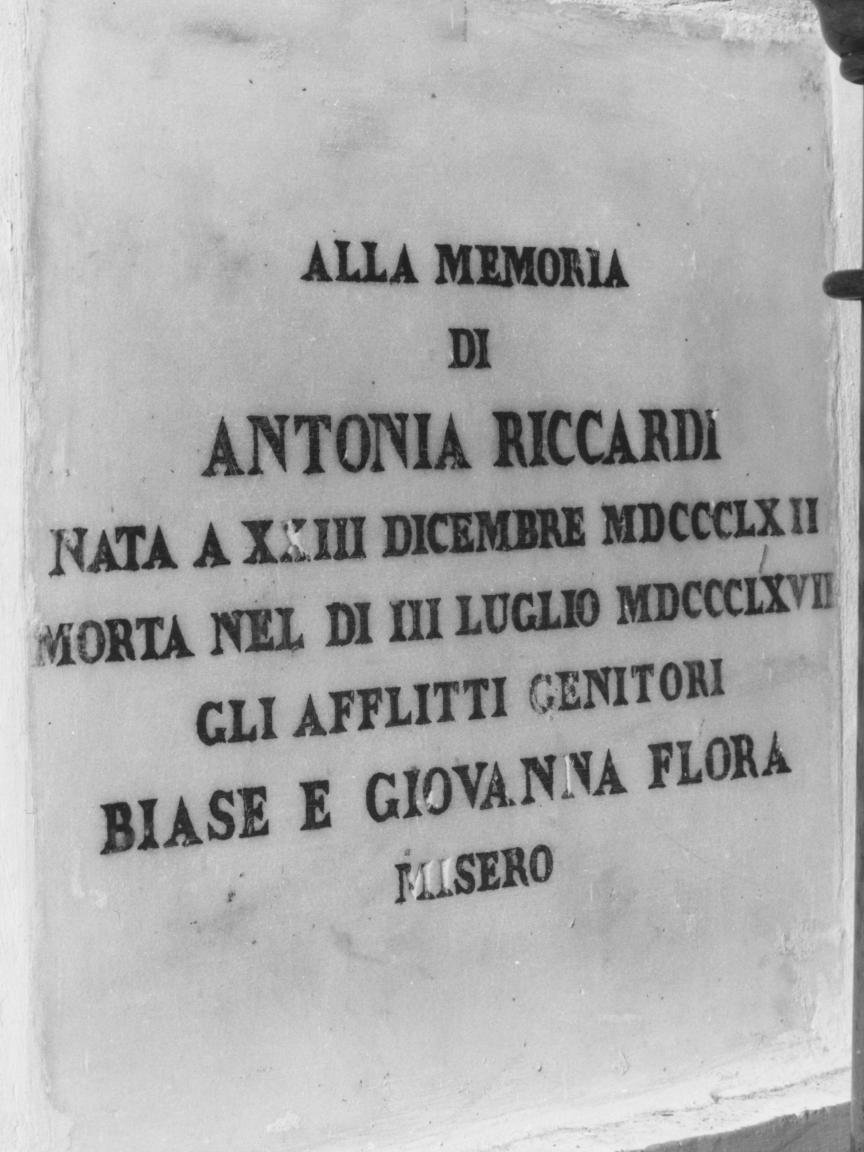 ALLA MEMORIA
DI
ANTONIA RICCARDI
NATA A XXIII DICEMBRE MDCCCLXII
MORTA NEL DI III LUGLIO MDCCCLXVII
GLI AFFLITTI GENITORI
BIASE E GIOVANNA FLORA
MISERO